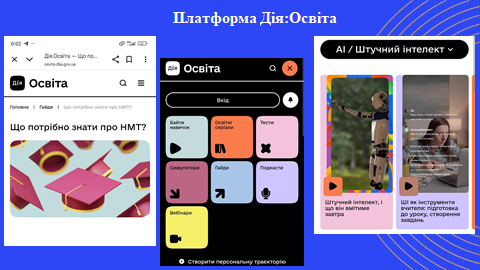 Платформа Дія:Освіта
0:02
Дія.Освіта — Що по...
osvita.diia.gov.ua
Дія Освіта
Головна | Гайди | Що потрібно знати про НМТ?
Що потрібно знати про НМТ?
Дія Освіта
Вхід
Байти навичок
Освітні серіали
Тести
Симулятори
Гайди
Подкасти
Вебінари
Створити персональну траєкторію
AI / Штучний інтелект
Штучний інтелект, і
що він вмітиме
завтра
ШІ як інструменти
вчителя: підготовка
до уроку, створення
завдань